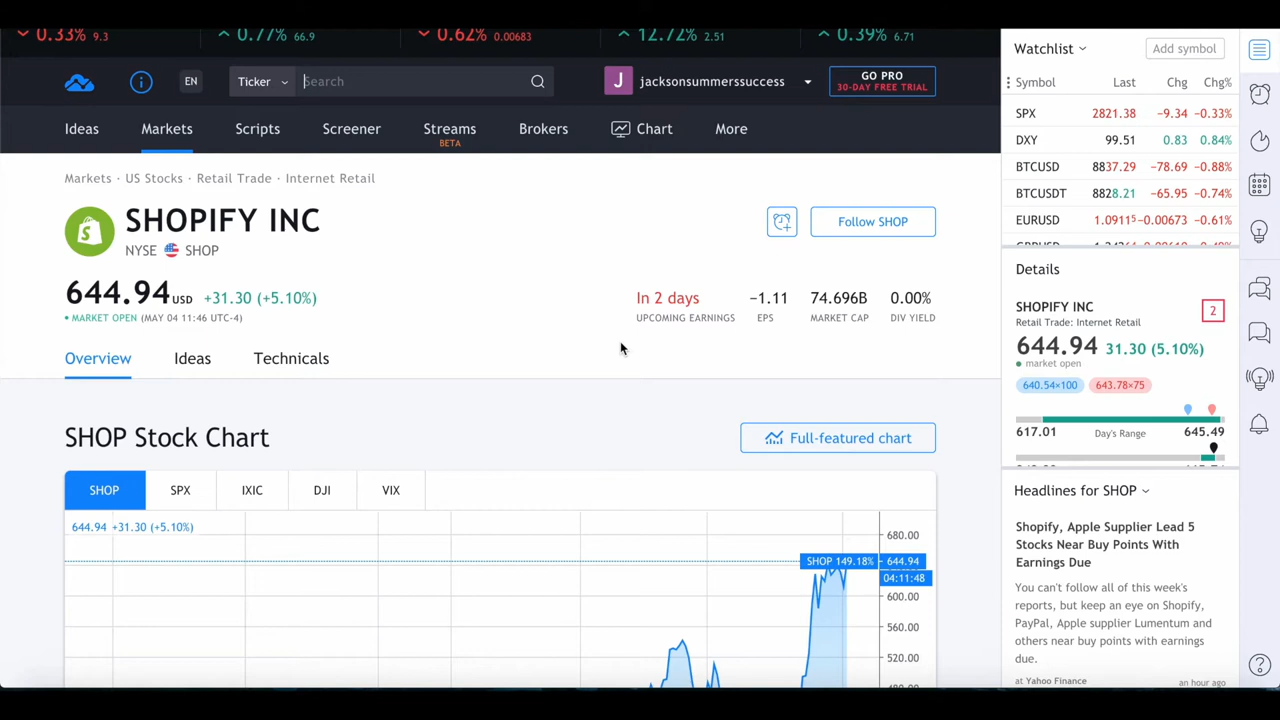 0.33% 9.3
0.77% 66.9
0.62% 0.00683
12.72% 2.51
0.39% 6.71
EN
Ticker
Search
J
jacksonsummerssuccess
GO PRO
30-DAY FREE TRIAL
Ideas
Markets
Scripts
Screener
Streams
BETA
Brokers
Chart
More
Markets · US Stocks · Retail Trade · Internet Retail
SHOPIFY INC
NYSE SHOP
Follow SHOP
644.94 USD +31.30 (+5.10%)
• MARKET OPEN (MAY 04 11:46 UTC-4)
In 2 days
UPCOMING EARNINGS
−1.11
EPS
74.696B
MARKET CAP
0.00%
DIV YIELD
Overview
Ideas
Technicals
SHOP Stock Chart
Full-featured chart
SHOP
SPX
IXIC
DJI
VIX
644.94 +31.30 (+5.10%)
680.00
SHOP 149.18%
644.94
04:11:48
600.00
560.00
520.00
Watchlist
Add symbol
Symbol Last Chg Chg%
SPX 2821.38 −9.34 −0.33%
DXY 99.51 0.83 0.84%
BTCUSD 8837.29 −78.69 −0.88%
BTCUSDT 8828.21 −65.95 −0.74%
EURUSD 1.09115 −0.00673 −0.61%
Details
SHOPIFY INC
2
Retail Trade: Internet Retail
644.94 31.30 (5.10%)
• market open
640.54×100
643.78×75
617.01 Day's Range 645.49
Headlines for SHOP
Shopify, Apple Supplier Lead 5
Stocks Near Buy Points With
Earnings Due
You can't follow all of this week's
reports, but keep an eye on Shopify,
PayPal, Apple supplier Lumentum and
others near buy points with earnings
due.
at Yahoo Finance
an hour ago